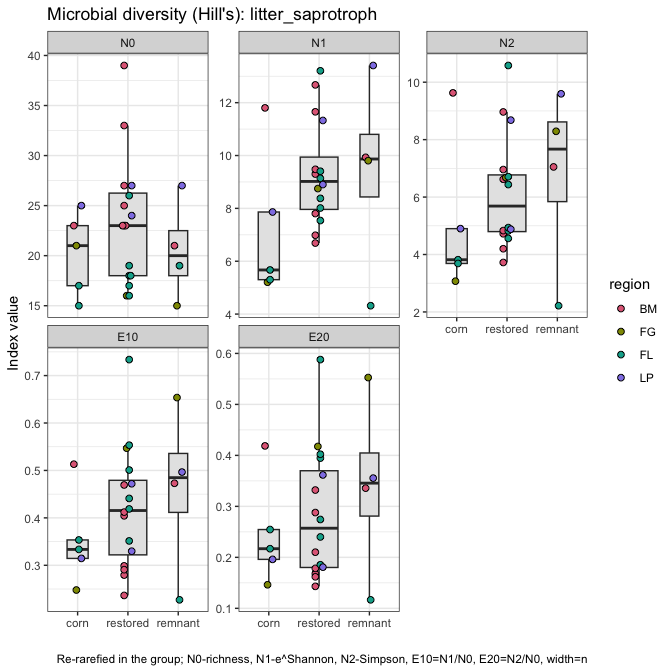 Microbial diversity (Hill's): litter_saprotroph
N0
N1
N2
40
35
30
25
20
15
12
10
8
6
4
10
8
6
4
2
corn restored remnant
Index value
region
BM
FG
FL
LP
E10
E20
0.7
0.6
0.5
0.4
0.3
0.6
0.5
0.4
0.3
0.2
0.1
corn restored remnant
corn restored remnant
Re-rarefied in the group; N0-richness, N1-e^Shannon, N2-Simpson, E10=N1/N0, E20=N2/N0, width=n